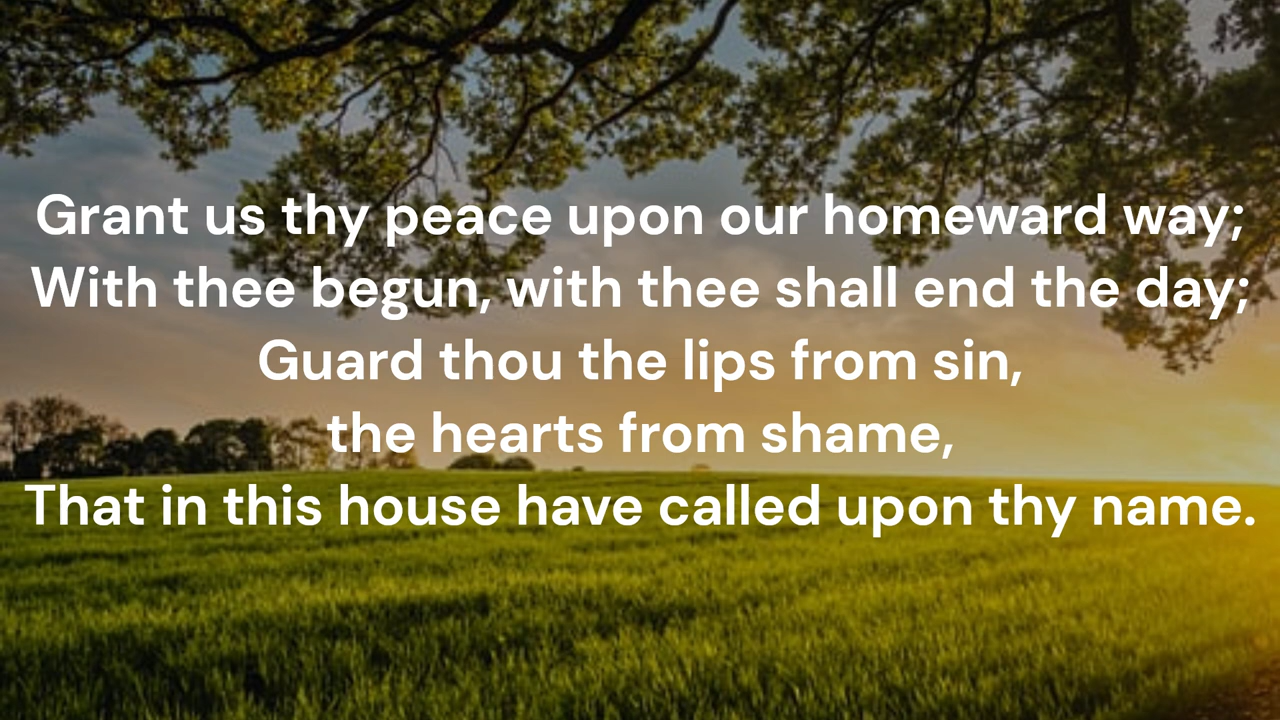 Grant us thy peace upon our homeward way;
With thee begun, with thee shall end the day;
Guard thou the lips from sin,
the hearts from shame,
That in this house have called upon thy name.